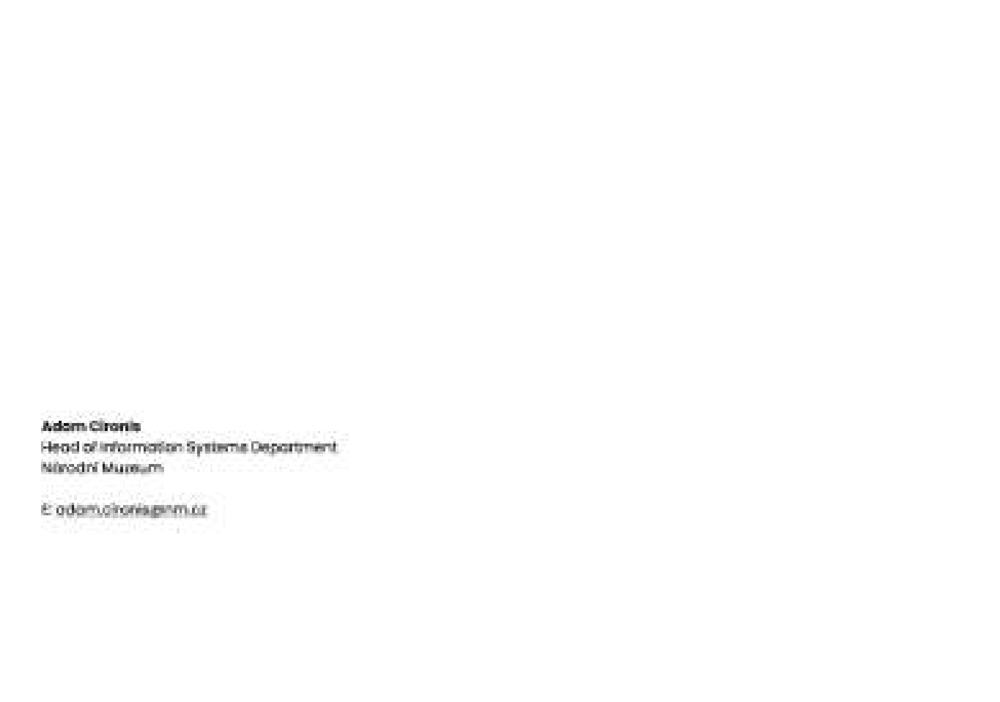 Adam Cironis
Head of Information Systems Department
Národní Muzeum
E: adam.cironis@nm.cz